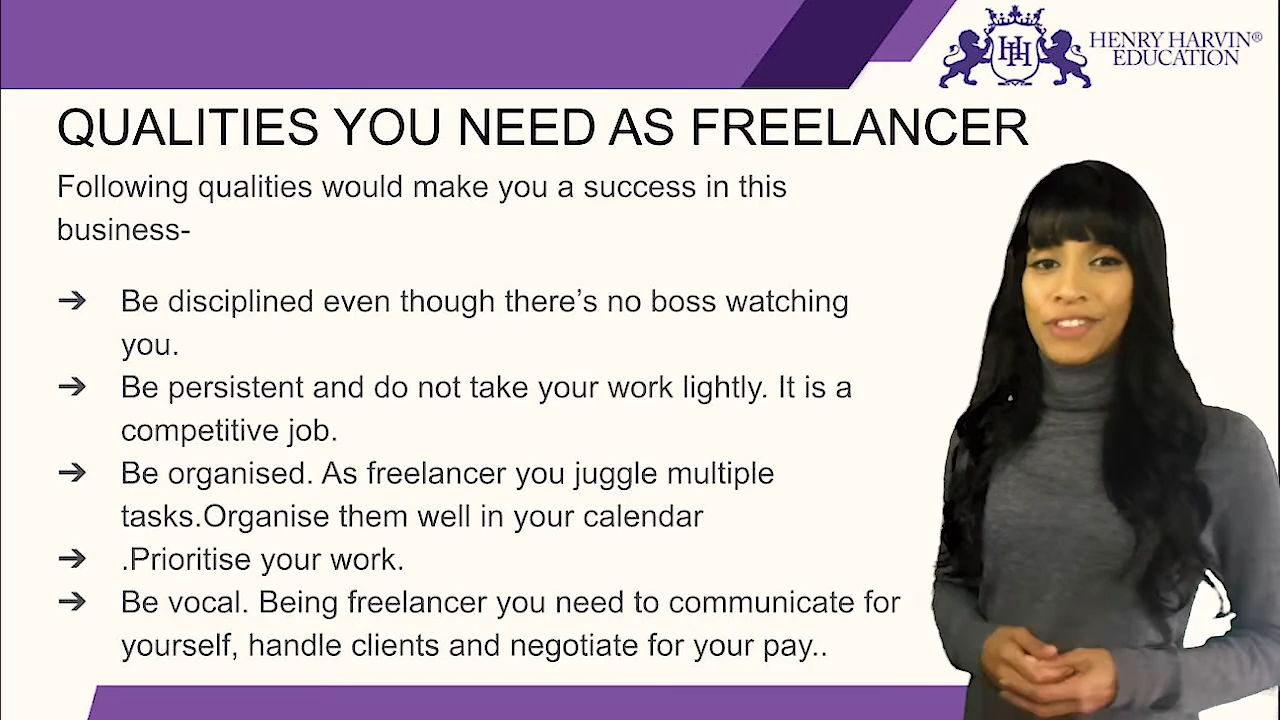 HENRY HARVIN®
EDUCATION
QUALITIES YOU NEED AS FREELANCER
Following qualities would make you a success in this
business-
➔ Be disciplined even though there’s no boss watching
you.
➔ Be persistent and do not take your work lightly. It is a
competitive job.
➔ Be organised. As freelancer you juggle multiple
tasks.Organise them well in your calendar
➔ .Prioritise your work.
➔ Be vocal. Being freelancer you need to communicate for
yourself, handle clients and negotiate for your pay..